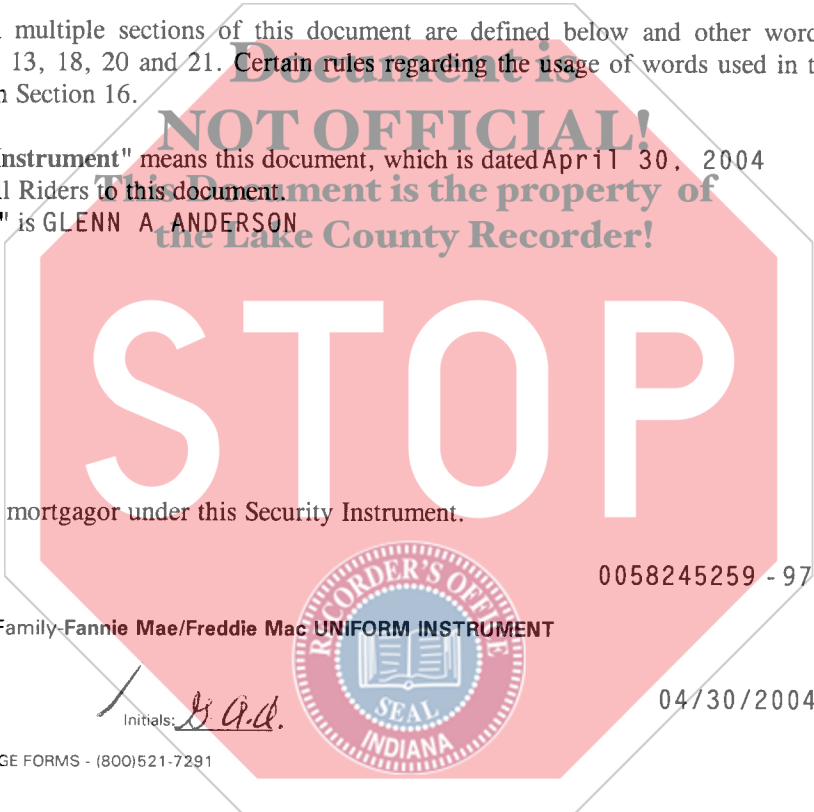 multiple sections of this document are defined below and other word
Document is
13, 18, 20 and 21. Certain rules regarding the usage of words used in t
n Section 16.
NOT OFFICIAL!
Instrument" means this document, which is dated April 30, 2004
This Document is the property of
l Riders to this document.
" is GLENN A ANDERSON
the Lake County Recorder!
STOP
mortgagor under this Security Instrument.
0058245259 - 97
RECORDER'S OFFICE
Family-Fannie Mae/Freddie Mac UNIFORM INSTRUMENT
SEAL
INDIANA
Initials: G.A.A.
04/30/2004
GE FORMS - (800)521-7291